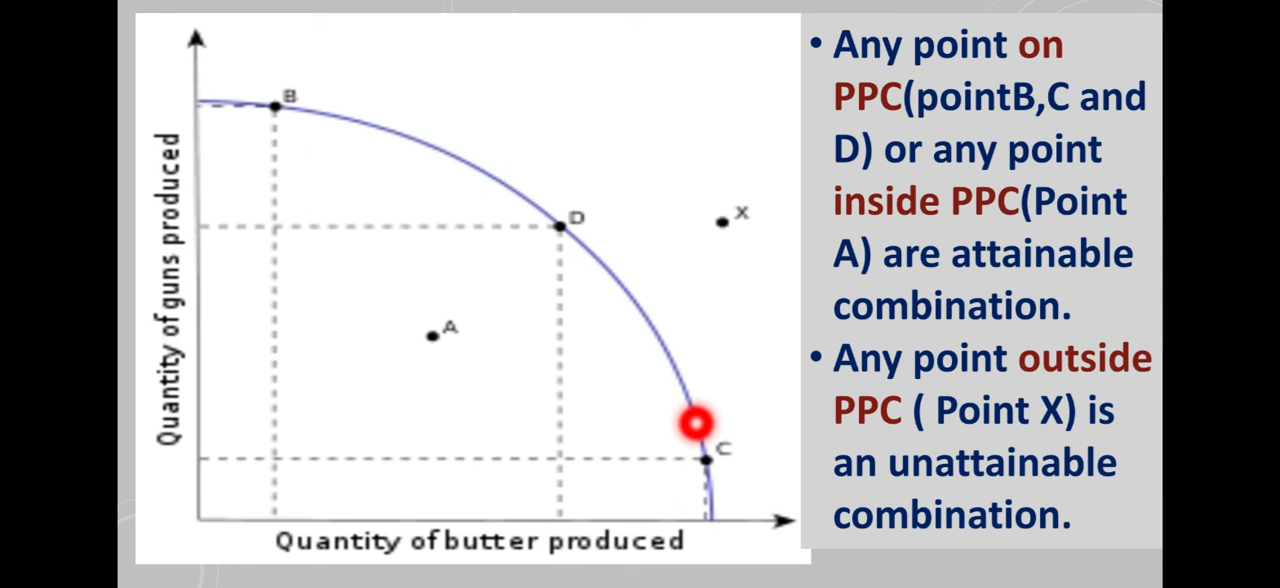 B
D
X
A
C
Quantity of guns produced
Quantity of butter produced
• Any point on
PPC(pointB,C and
D) or any point
inside PPC(Point
A) are attainable
combination.
• Any point outside
PPC ( Point X) is
an unattainable
combination.